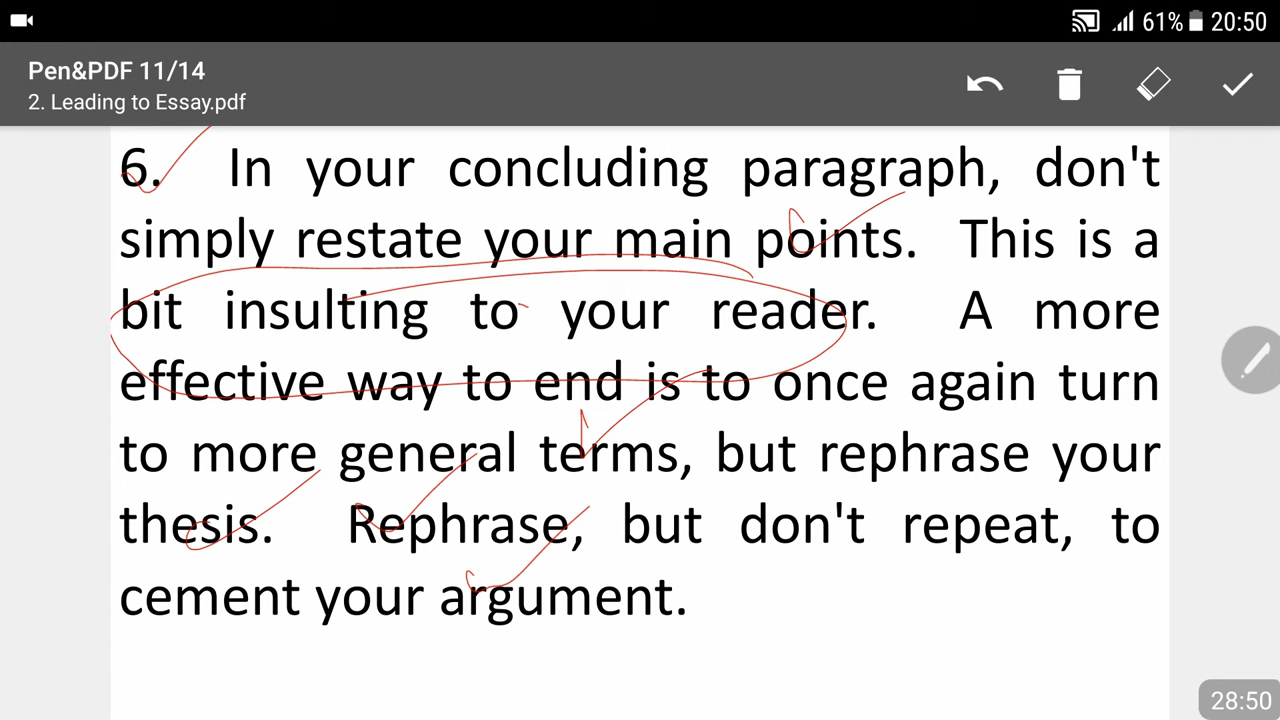 61% 20:50
Pen&PDF 11/14
2. Leading to Essay.pdf
6. In your concluding paragraph, don't
simply restate your main points. This is a
bit insulting to your reader. A more
effective way to end is to once again turn
to more general terms, but rephrase your
thesis. Rephrase, but don't repeat, to
cement your argument.
28:50